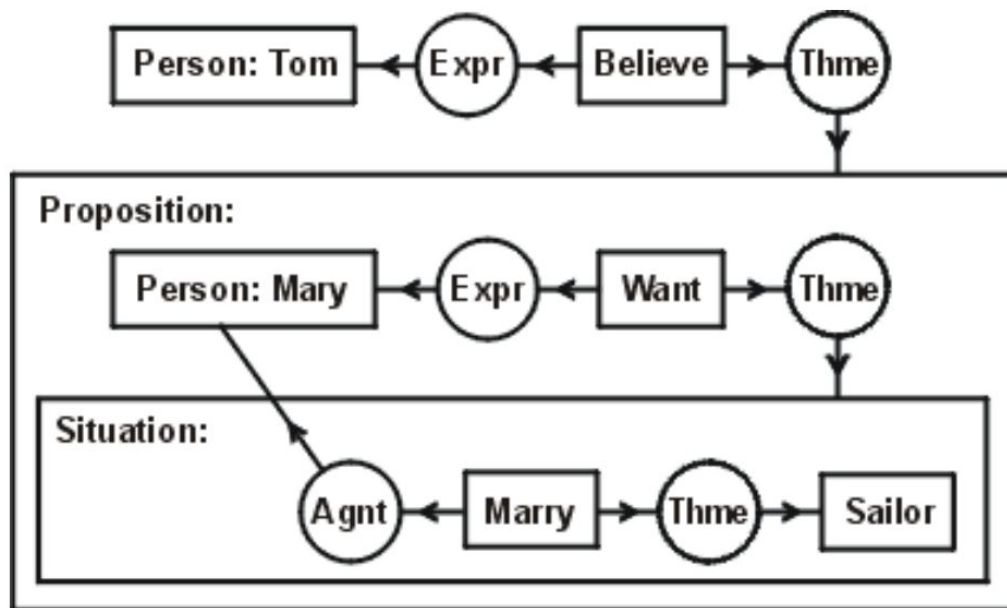 Person: Tom Expr Believe Thme
Proposition:
Person: Mary Expr Want Thme
Situation:
Agnt Marry Thme Sailor